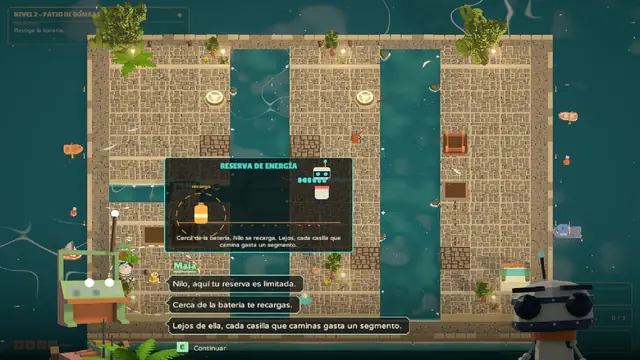 NIVEL 2 - PATIO DE BOMBAS
Recoge la batería.
RESERVA DE ENERGÍA
recarga
Cerca de la batería, Nilo se recarga. Lejos, cada casilla que
camina gasta un segmento.
Maia
Nilo, aquí tu reserva es limitada.
Cerca de la batería te recargas.
Lejos de ella, cada casilla que caminas gasta un segmento.
E Continuar